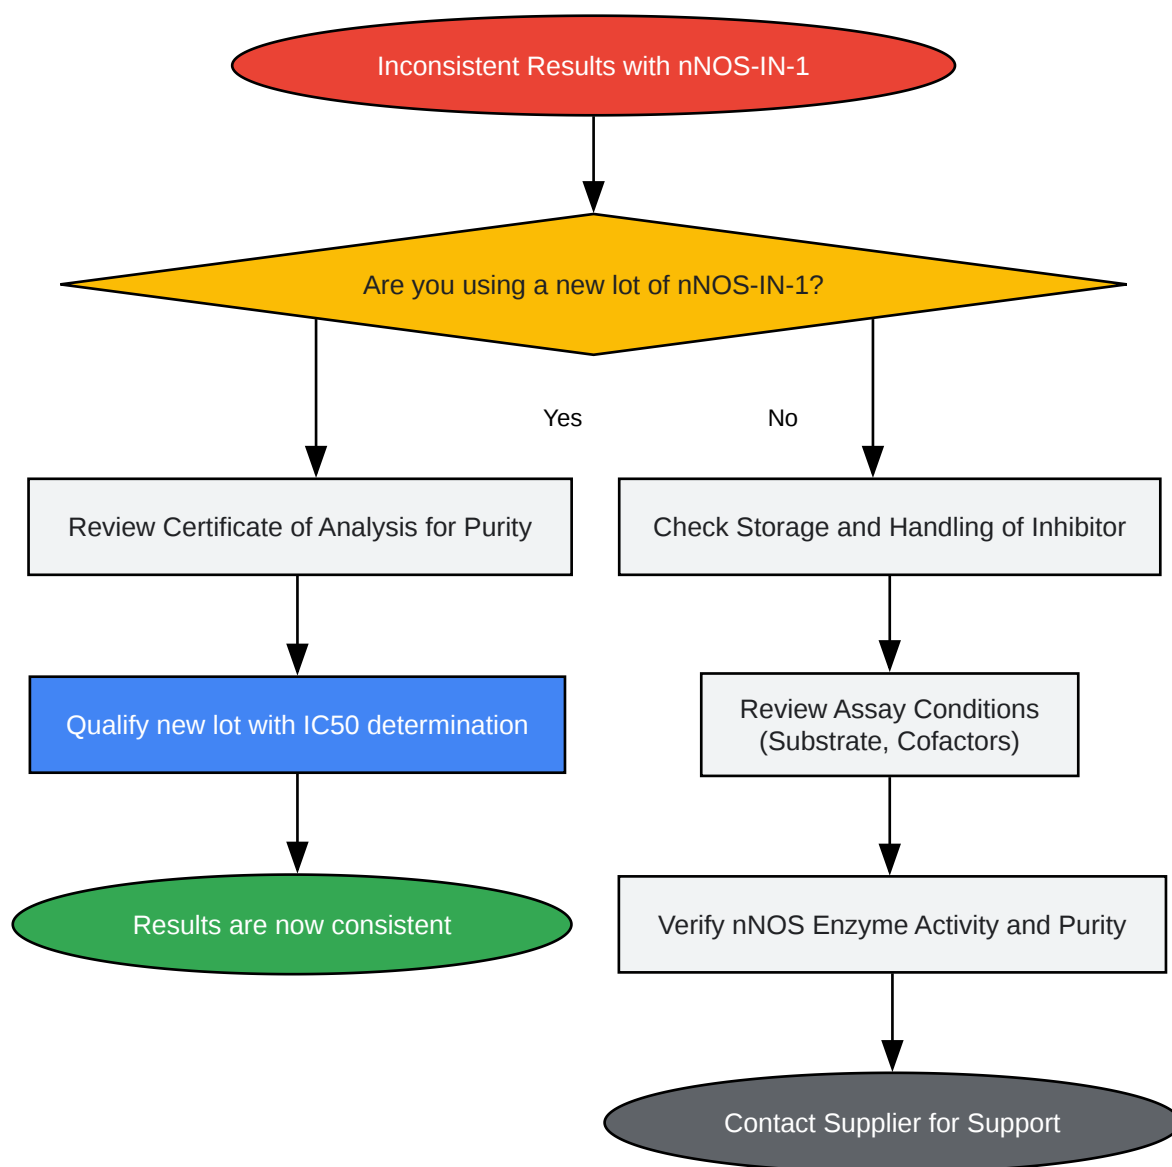 Inconsistent Results with nNOS-IN-1
Are you using a new lot of nNOS-IN-1?
Yes
No
Review Certificate of Analysis for Purity
Check Storage and Handling of Inhibitor
Qualify new lot with IC50 determination
Review Assay Conditions
(Substrate, Cofactors)
Results are now consistent
Verify nNOS Enzyme Activity and Purity
Contact Supplier for Support